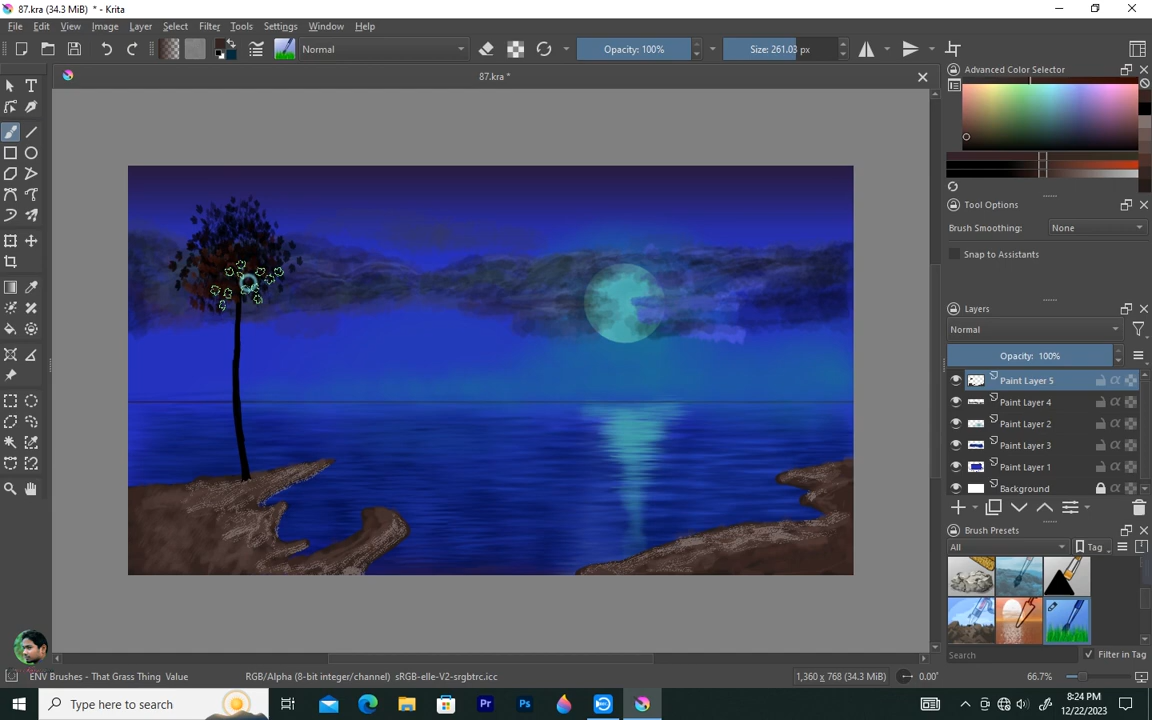 87.kra (34.3 MiB) * - Krita
File Edit View Image Layer Select Filter Tools Settings Window Help
Normal
Opacity: 100%
Size: 261.03 px
87.kra *
Advanced Color Selector
Tool Options
Brush Smoothing: None
Snap to Assistants
Layers
Normal
Opacity: 100%
Paint Layer 5
Paint Layer 4
Paint Layer 2
Paint Layer 3
Paint Layer 1
Background
Brush Presets
All
Tag
Search
Filter in Tag
ENV Brushes - That Grass Thing Value
RGB/Alpha (8-bit integer/channel) sRGB-elle-V2-srgbtrc.icc
1,360 x 768 (34.3 MiB)
0.00°
66.7%
Type here to search
Pr
Ps
8:24 PM
12/22/2023